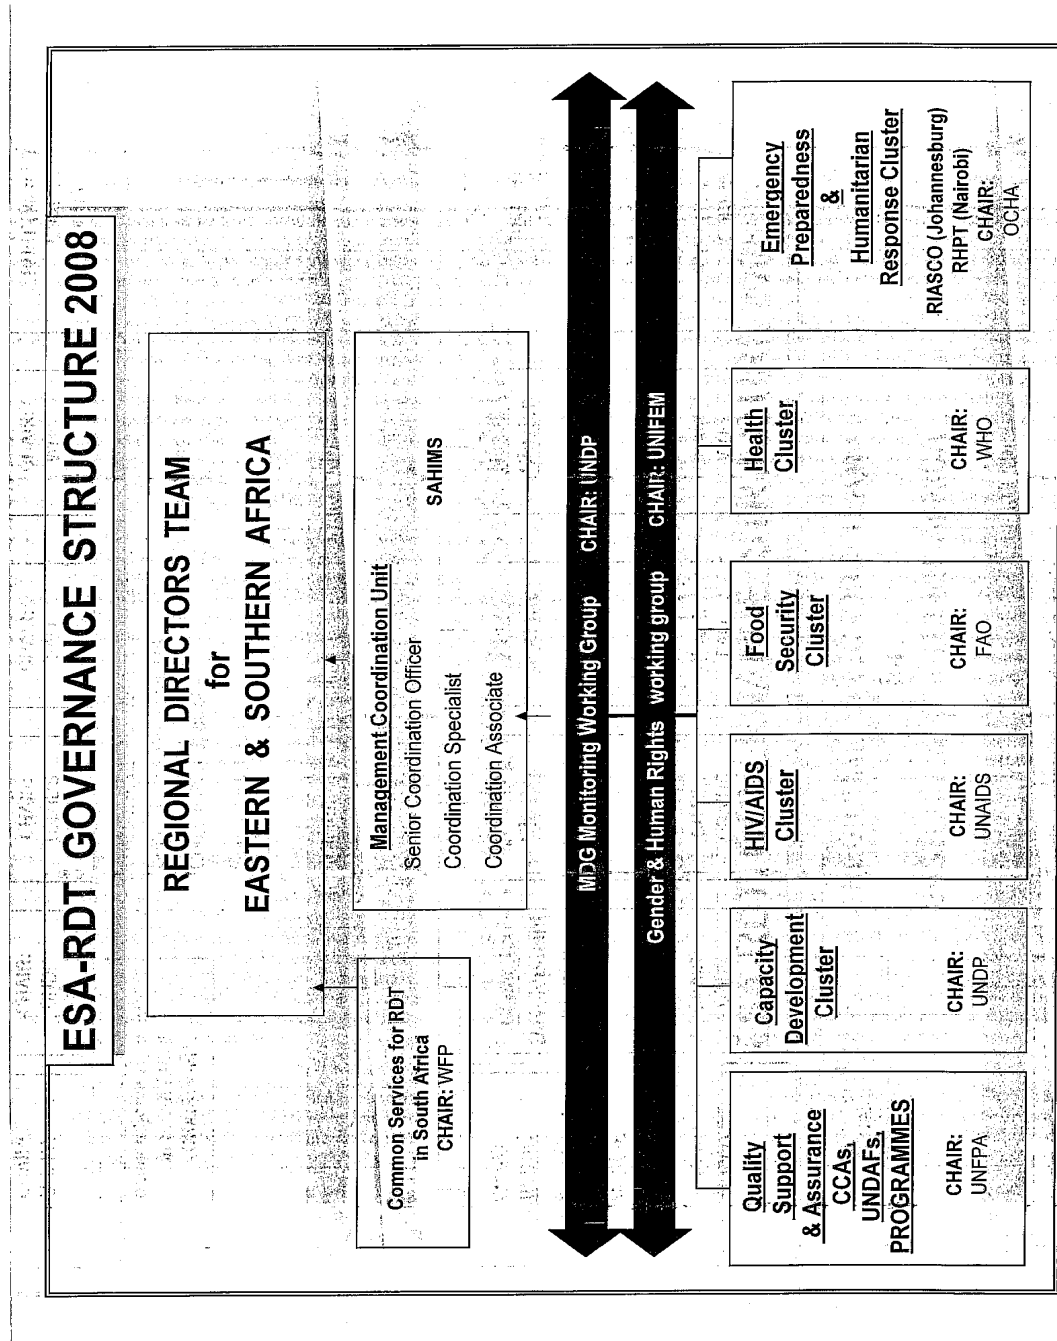 ESA-RDT GOVERNANCE STRUCTURE 2008
REGIONAL DIRECTORS TEAM
for
EASTERN & SOUTHERN AFRICA
Common Services for RDT
in South Africa
CHAIR: WFP
Management Coordination Unit
Senior Coordination Officer
SAHIMS
Coordination Specialist
Coordination Associate
MDG Monitoring Working Group CHAIR: UNDP
Gender & Human Rights working group CHAIR: UNIFEM
Quality
Support
& Assurance
CCAs,
UNDAFs,
PROGRAMMES
CHAIR:
UNFPA
Capacity
Development
Cluster
CHAIR:
UNDP
HIV/AIDS
Cluster
CHAIR:
UNAIDS
Food
Security
Cluster
CHAIR:
FAO
Health
Cluster
CHAIR:
WHO
Emergency
Preparedness
&
Humanitarian
Response Cluster
RIASCO (Johannesburg)
RHPT (Nairobi)
CHAIR:
OCHA